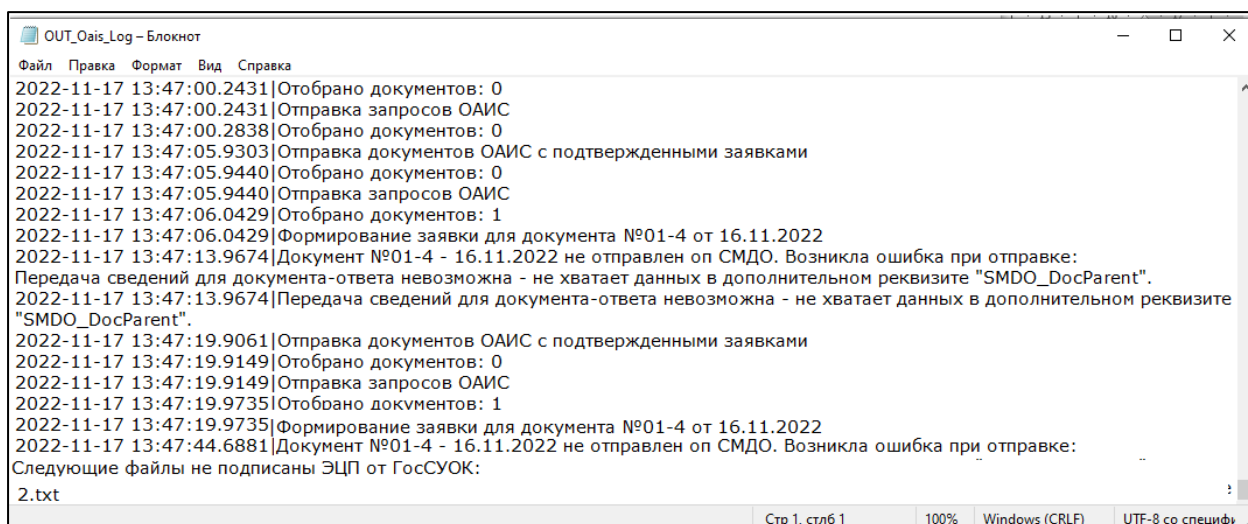 OUT_Oais_Log – Блокнот
Файл Правка Формат Вид Справка
2022-11-17 13:47:00.2431|Отобрано документов: 0
2022-11-17 13:47:00.2431|Отправка запросов ОАИС
2022-11-17 13:47:00.2838|Отобрано документов: 0
2022-11-17 13:47:05.9303|Отправка документов ОАИС с подтвержденными заявками
2022-11-17 13:47:05.9440|Отобрано документов: 0
2022-11-17 13:47:05.9440|Отправка запросов ОАИС
2022-11-17 13:47:06.0429|Отобрано документов: 1
2022-11-17 13:47:06.0429|Формирование заявки для документа №01-4 от 16.11.2022
2022-11-17 13:47:13.9674|Документ №01-4 - 16.11.2022 не отправлен оп СМДО. Возникла ошибка при отправке:
Передача сведений для документа-ответа невозможна - не хватает данных в дополнительном реквизите "SMDO_DocParent".
2022-11-17 13:47:13.9674|Передача сведений для документа-ответа невозможна - не хватает данных в дополнительном реквизите
"SMDO_DocParent".
2022-11-17 13:47:19.9061|Отправка документов ОАИС с подтвержденными заявками
2022-11-17 13:47:19.9149|Отобрано документов: 0
2022-11-17 13:47:19.9149|Отправка запросов ОАИС
2022-11-17 13:47:19.9735|Отобрано документов: 1
2022-11-17 13:47:19.9735|Формирование заявки для документа №01-4 от 16.11.2022
2022-11-17 13:47:44.6881|Документ №01-4 - 16.11.2022 не отправлен оп СМДО. Возникла ошибка при отправке:
Следующие файлы не подписаны ЭЦП от ГосСУОК:
2.txt
Стр 1, стлб 1 100% Windows (CRLF) UTF-8 со